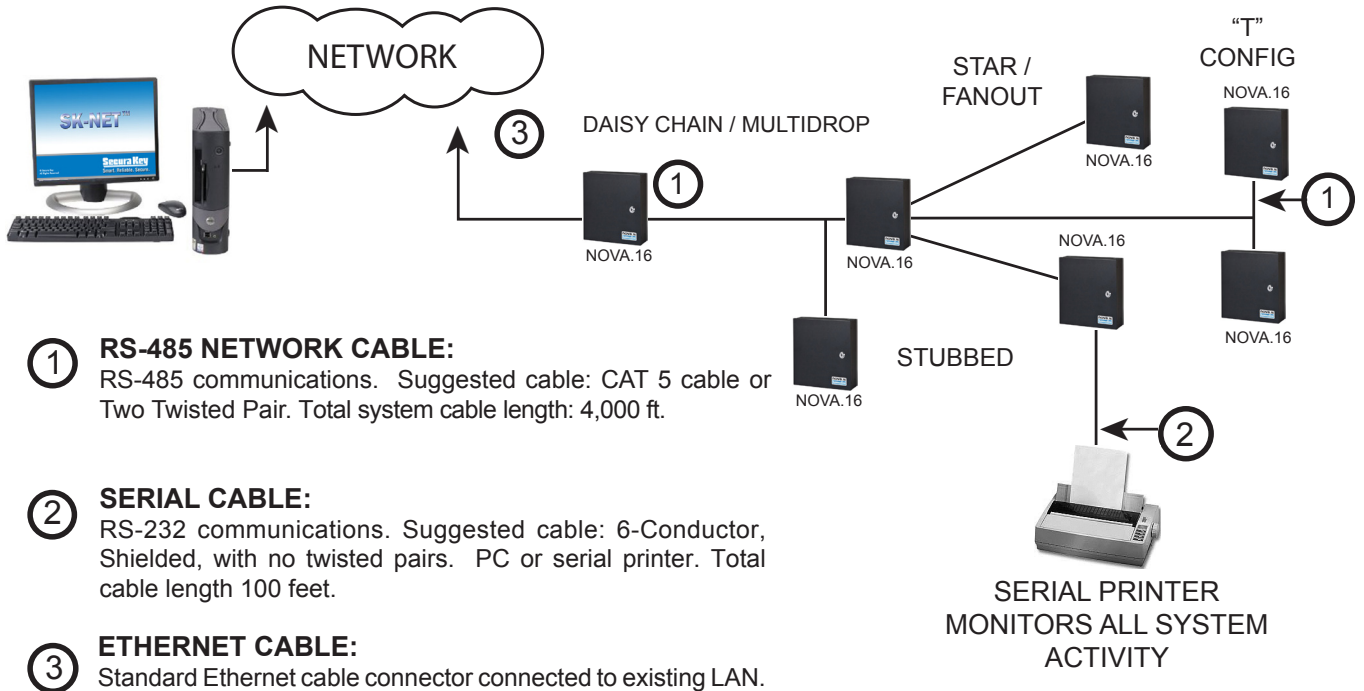 NETWORK
SK-NET
Secura Key
Smart. Reliable. Secure.
3
DAISY CHAIN / MULTIDROP
1
NOVA.16
NOVA.16
STAR /
FANOUT
NOVA.16
“T”
CONFIG
NOVA.16
1
NOVA.16
NOVA.16
NOVA.16
STUBBED
2
SERIAL PRINTER
MONITORS ALL SYSTEM
ACTIVITY
1
RS-485 NETWORK CABLE:
RS-485 communications. Suggested cable: CAT 5 cable or
Two Twisted Pair. Total system cable length: 4,000 ft.
2
SERIAL CABLE:
RS-232 communications. Suggested cable: 6-Conductor,
Shielded, with no twisted pairs. PC or serial printer. Total
cable length 100 feet.
3
ETHERNET CABLE:
Standard Ethernet cable connector connected to existing LAN.